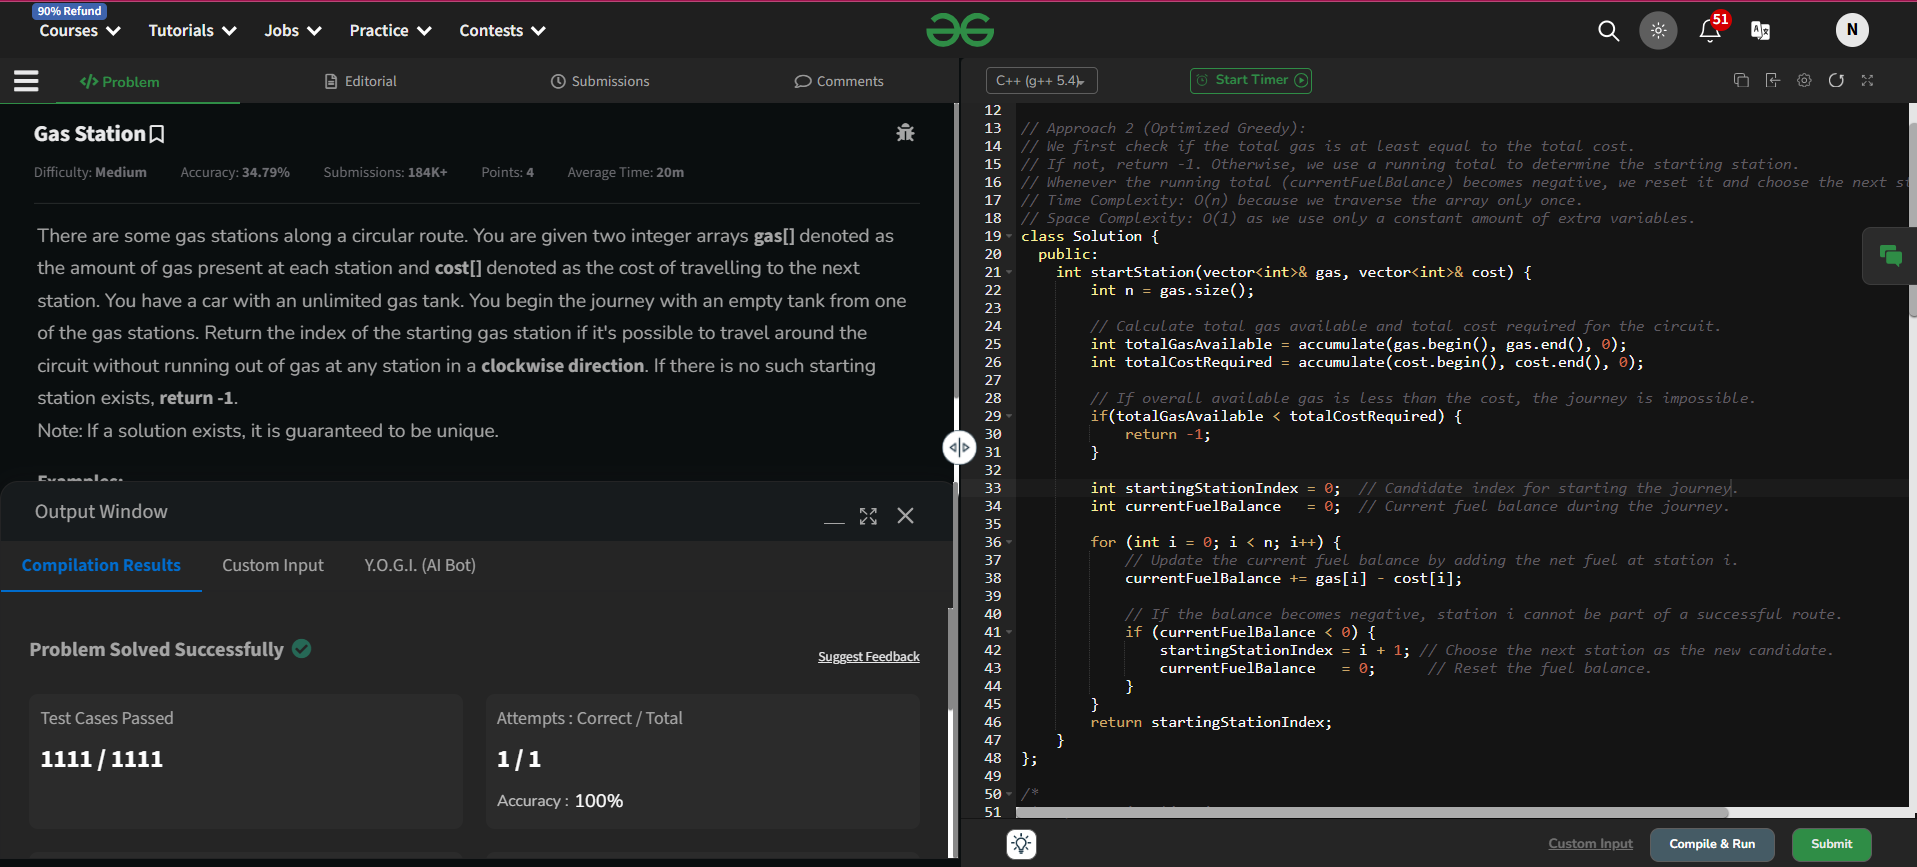 90% Refund
Courses Tutorials Jobs Practice Contests 51 N
Problem Editorial Submissions Comments
Gas Station
Difficulty: Medium Accuracy: 34.79% Submissions: 184K+ Points: 4 Average Time: 20m
There are some gas stations along a circular route. You are given two integer arrays gas[] denoted as
the amount of gas present at each station and cost[] denoted as the cost of travelling to the next
station. You have a car with an unlimited gas tank. You begin the journey with an empty tank from one
of the gas stations. Return the index of the starting gas station if it's possible to travel around the
circuit without running out of gas at any station in a clockwise direction. If there is no such starting
station exists, return -1.
Note: If a solution exists, it is guaranteed to be unique.
Examples:
Output Window
Compilation Results Custom Input Y.O.G.I. (AI Bot)
Problem Solved Successfully
Suggest Feedback
Test Cases Passed
1111 / 1111
Attempts : Correct / Total
1 / 1
Accuracy : 100%
C++ (g++ 5.4) Start Timer
12
13 // Approach 2 (Optimized Greedy):
14 // We first check if the total gas is at least equal to the total cost.
15 // If not, return -1. Otherwise, we use a running total to determine the starting station.
16 // Whenever the running total (currentFuelBalance) becomes negative, we reset it and choose the next st
17 // Time Complexity: O(n) because we traverse the array only once.
18 // Space Complexity: O(1) as we use only a constant amount of extra variables.
19 class Solution {
20 public:
21 int startStation(vector<int>& gas, vector<int>& cost) {
22 int n = gas.size();
23
24 // Calculate total gas available and total cost required for the circuit.
25 int totalGasAvailable = accumulate(gas.begin(), gas.end(), 0);
26 int totalCostRequired = accumulate(cost.begin(), cost.end(), 0);
27
28 // If overall available gas is less than the cost, the journey is impossible.
29 if(totalGasAvailable < totalCostRequired) {
30 return -1;
31 }
32
33 int startingStationIndex = 0; // Candidate index for starting the journey.
34 int currentFuelBalance = 0; // Current fuel balance during the journey.
35
36 for (int i = 0; i < n; i++) {
37 // Update the current fuel balance by adding the net fuel at station i.
38 currentFuelBalance += gas[i] - cost[i];
39
40 // If the balance becomes negative, station i cannot be part of a successful route.
41 if (currentFuelBalance < 0) {
42 startingStationIndex = i + 1; // Choose the next station as the new candidate.
43 currentFuelBalance = 0; // Reset the fuel balance.
44 }
45 }
46 return startingStationIndex;
47 }
48 };
49
50 /*
51
Custom Input Compile & Run Submit